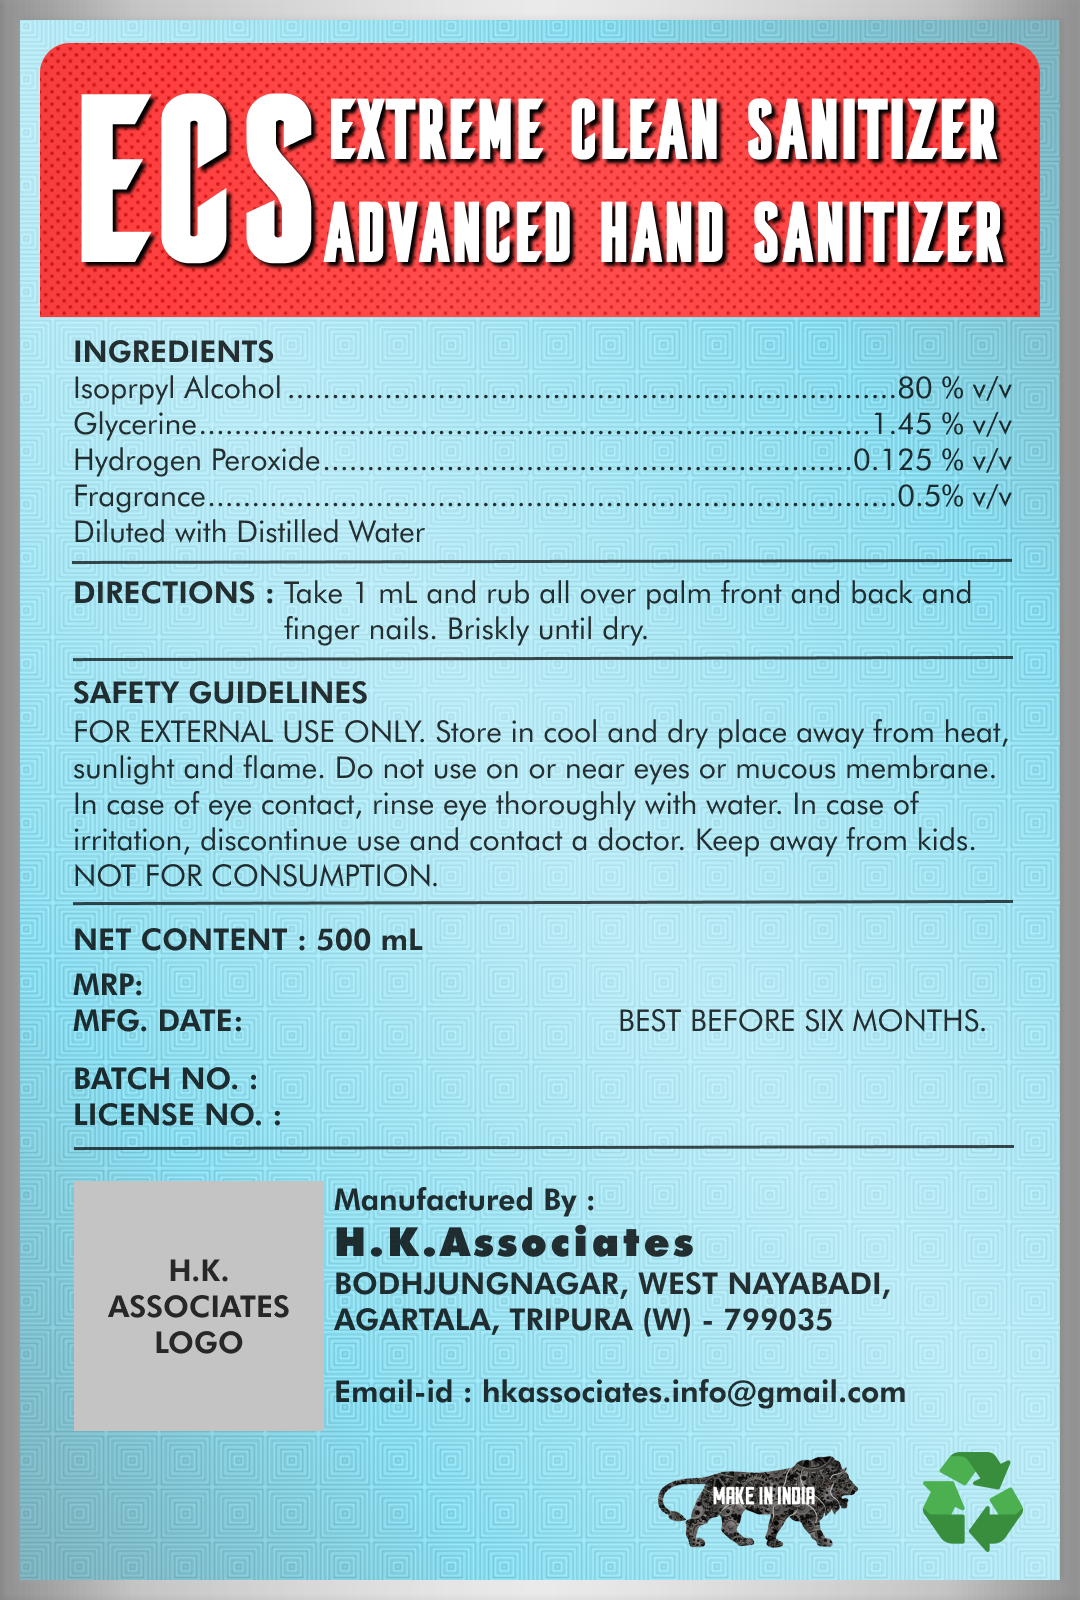 ECS
EXTREME CLEAN SANITIZER
ADVANCED HAND SANITIZER
INGREDIENTS
Isoprpyl Alcohol ......................................................................80 % v/v
Glycerine.............................................................................1.45 % v/v
Hydrogen Peroxide.............................................................0.125 % v/v
Fragrance...............................................................................0.5% v/v
Diluted with Distilled Water
DIRECTIONS : Take 1 mL and rub all over palm front and back and
finger nails. Briskly until dry.
SAFETY GUIDELINES
FOR EXTERNAL USE ONLY. Store in cool and dry place away from heat,
sunlight and flame. Do not use on or near eyes or mucous membrane.
In case of eye contact, rinse eye thoroughly with water. In case of
irritation, discontinue use and contact a doctor. Keep away from kids.
NOT FOR CONSUMPTION.
NET CONTENT : 500 mL
MRP:
MFG. DATE: BEST BEFORE SIX MONTHS.
BATCH NO. :
LICENSE NO. :
H.K.
ASSOCIATES
LOGO
Manufactured By :
H.K.Associates
BODHJUNGNAGAR, WEST NAYABADI,
AGARTALA, TRIPURA (W) - 799035
Email-id : hkassociates.info@gmail.com
MAKE IN INDIA